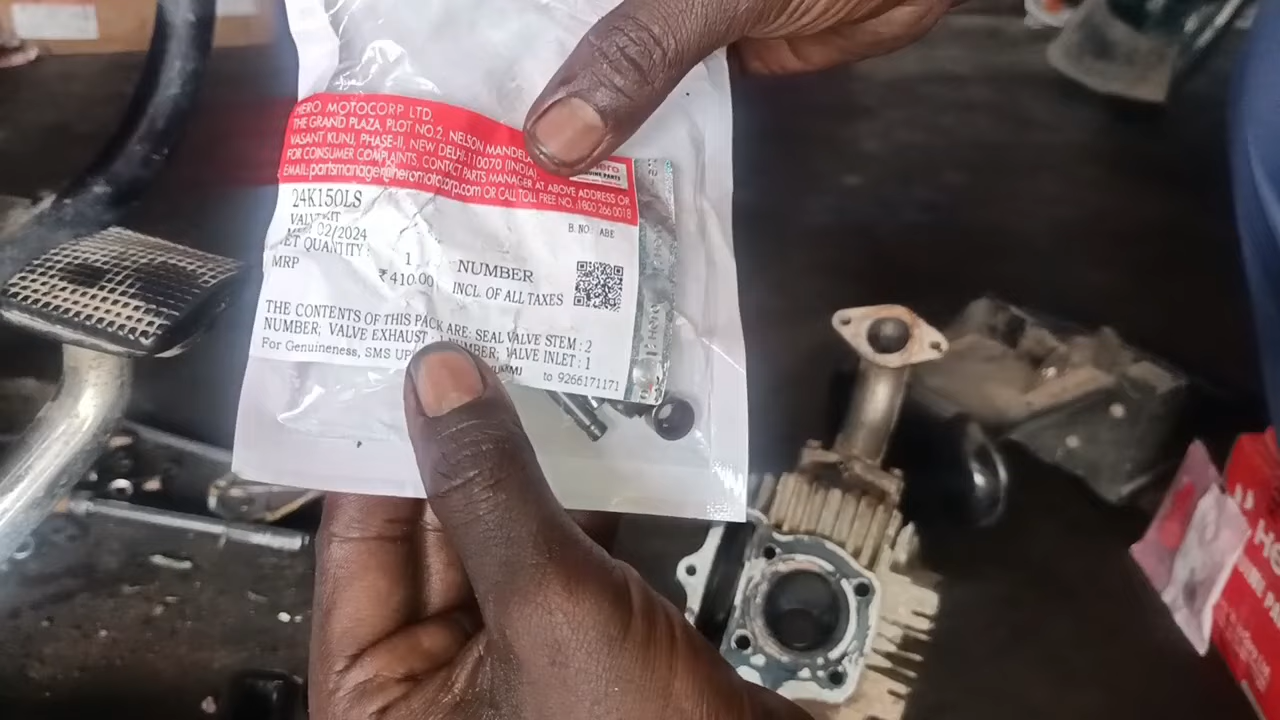 HERO MOTOCORP LTD.
THE GRAND PLAZA, PLOT NO.2, NELSON MANDELA
VASANT KUNJ, PHASE-II, NEW DELHI-110070 (INDIA)
FOR CONSUMER COMPLAINTS, CONTACT PARTS MANAGER AT ABOVE ADDRESS OR
EMAIL: partsmanager@heromotocorp.com OR CALL TOLL FREE NO. :1800 266 0018
Hero
24K150LS
B. NO: ABE
VALVE KIT
02/2024
NET QUANTITY : 1 NUMBER
MRP ₹410.00 INCL. OF ALL TAXES
THE CONTENTS OF THIS PACK ARE: SEAL VALVE STEM : 2
NUMBER; VALVE EXHAUST : NUMBER; VALVE INLET : 1
For Genuineness, SMS to 9266171171
Hero